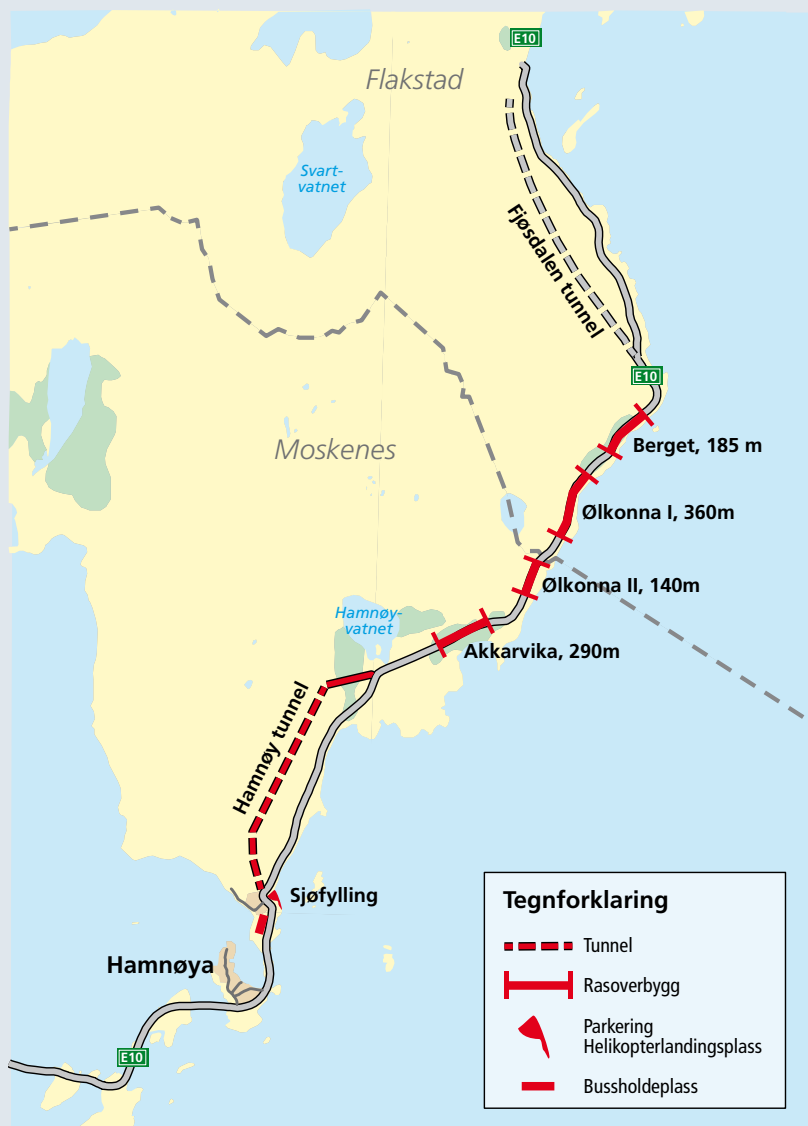 E10
Flakstad
Svart-
vatnet
Fjøsdalen tunnel
E10
Berget, 185 m
Moskenes
Ølkonna I, 360m
Ølkonna II, 140m
Hamnøy-
vatnet
Akkarvika, 290m
Hamnøy tunnel
Sjøfylling
Hamnøya
E10
Tegnforklaring
Tunnel
Rasoverbygg
Parkering
Helikopterlandingsplass
Bussholdeplass